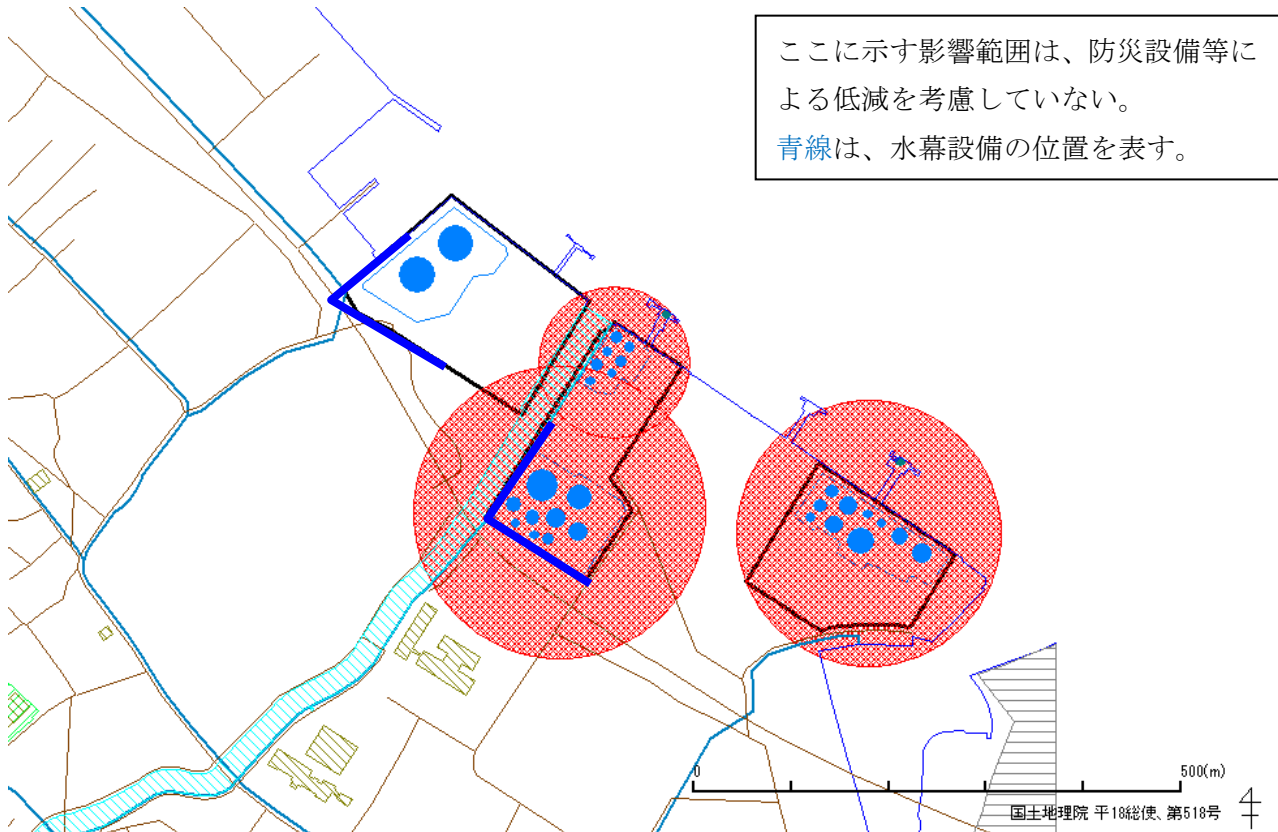 ここに示す影響範囲は、防災設備等に
よる低減を考慮していない。
青線は、水幕設備の位置を表す。
0 500(m)
国土地理院 平18総使、第518号